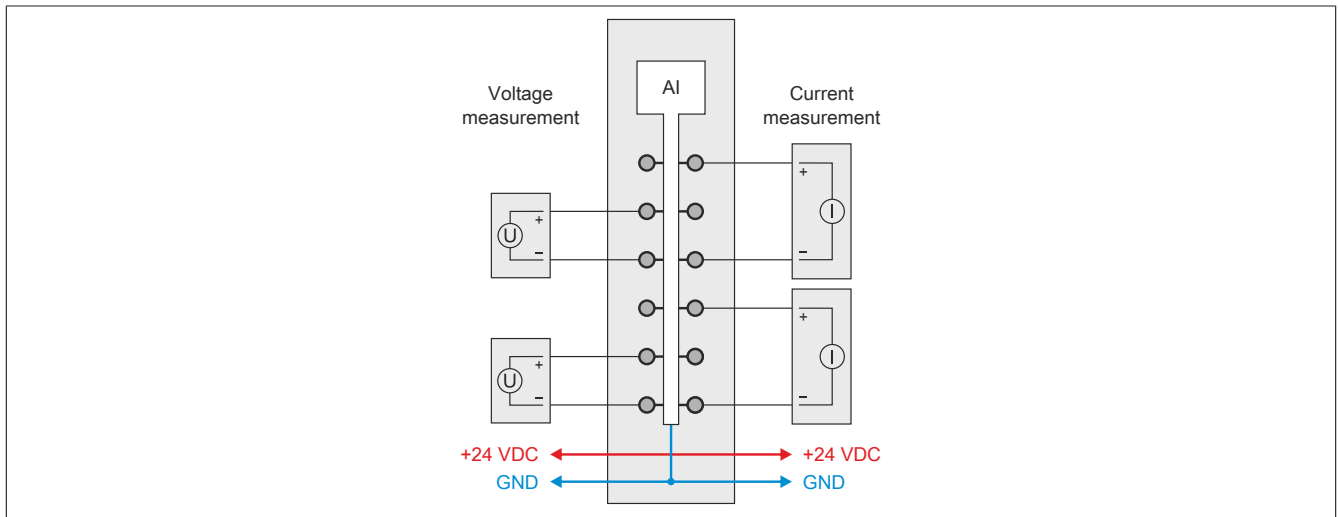 AI
Voltage
measurement
Current
measurement
+
I
−
U
+
−
+
I
−
U
+
−
+24 VDC
+24 VDC
GND
GND